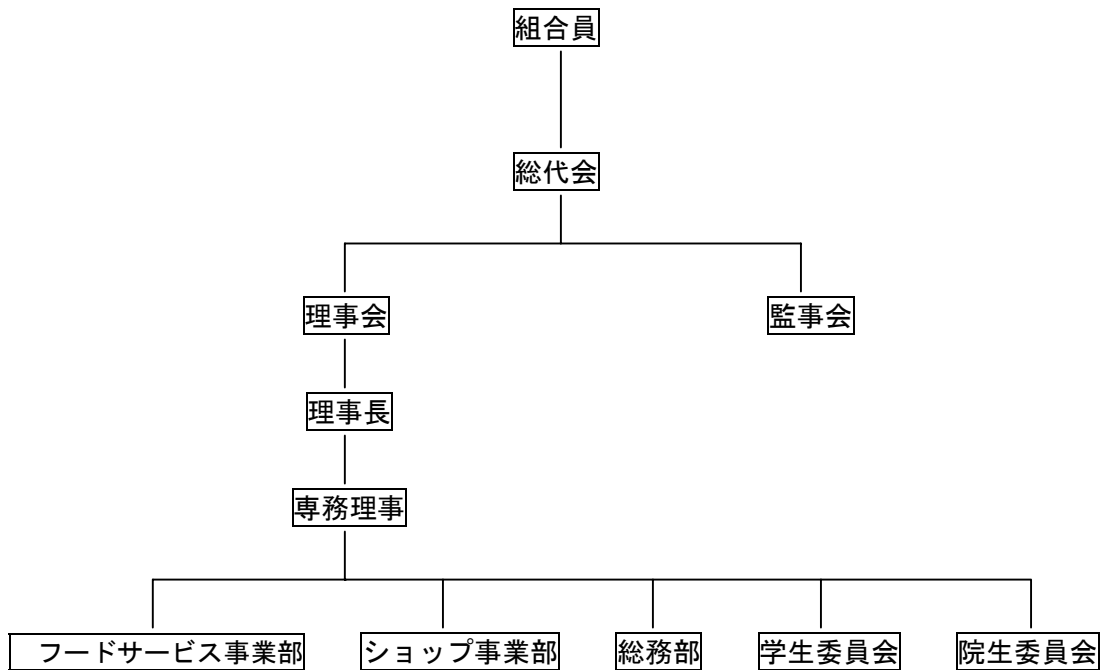 組合員
総代会
理事会
監事会
理事長
専務理事
フードサービス事業部
ショップ事業部
総務部
学生委員会
院生委員会